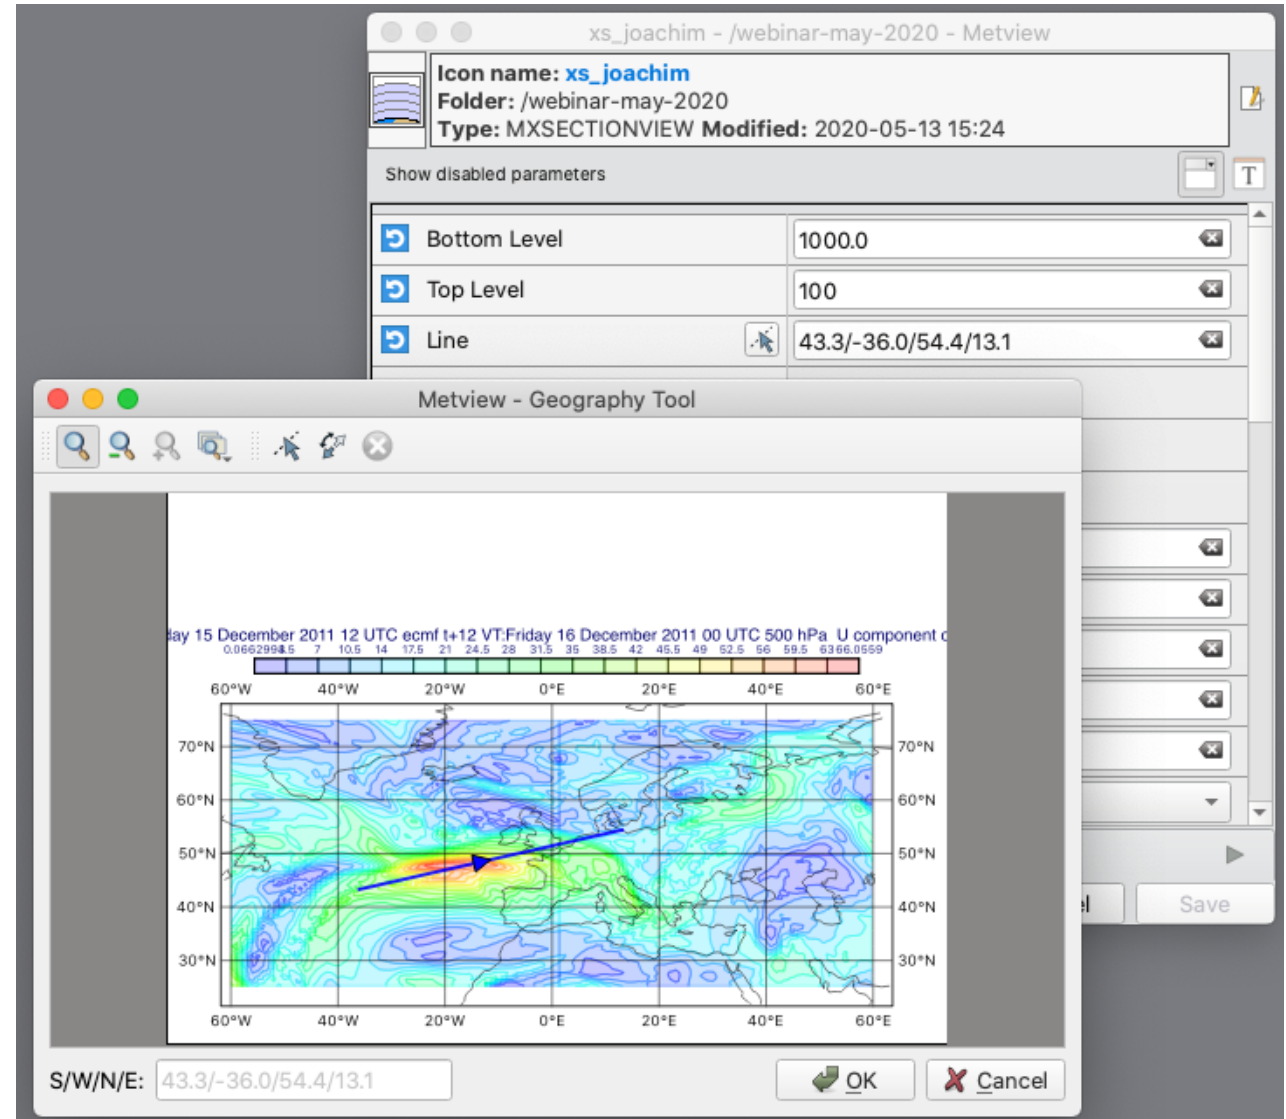 xs_joachim - /webinar-may-2020 - Metview
Icon name: xs_joachim
Folder: /webinar-may-2020
Type: MXSECTIONVIEW Modified: 2020-05-13 15:24
Show disabled parameters
T
Bottom Level 1000.0
Top Level 100
Line 43.3/-36.0/54.4/13.1
Metview - Geography Tool
15 December 2011 12 UTC ecmf t+12 VT:Friday 16 December 2011 00 UTC 500 hPa U component
7 10.5 14 17.5 21 24.5 28 31.5 35 38.5 42 45.5 49 52.5 56 59.5 63 66.0559
60°W 40°W 20°W 0°E 20°E 40°E 60°E
70°N 70°N
60°N 60°N
50°N 50°N
40°N 40°N
30°N 30°N
60°W 40°W 20°W 0°E 20°E 40°E 60°E
Save
S/W/N/E: 43.3/-36.0/54.4/13.1 OK Cancel